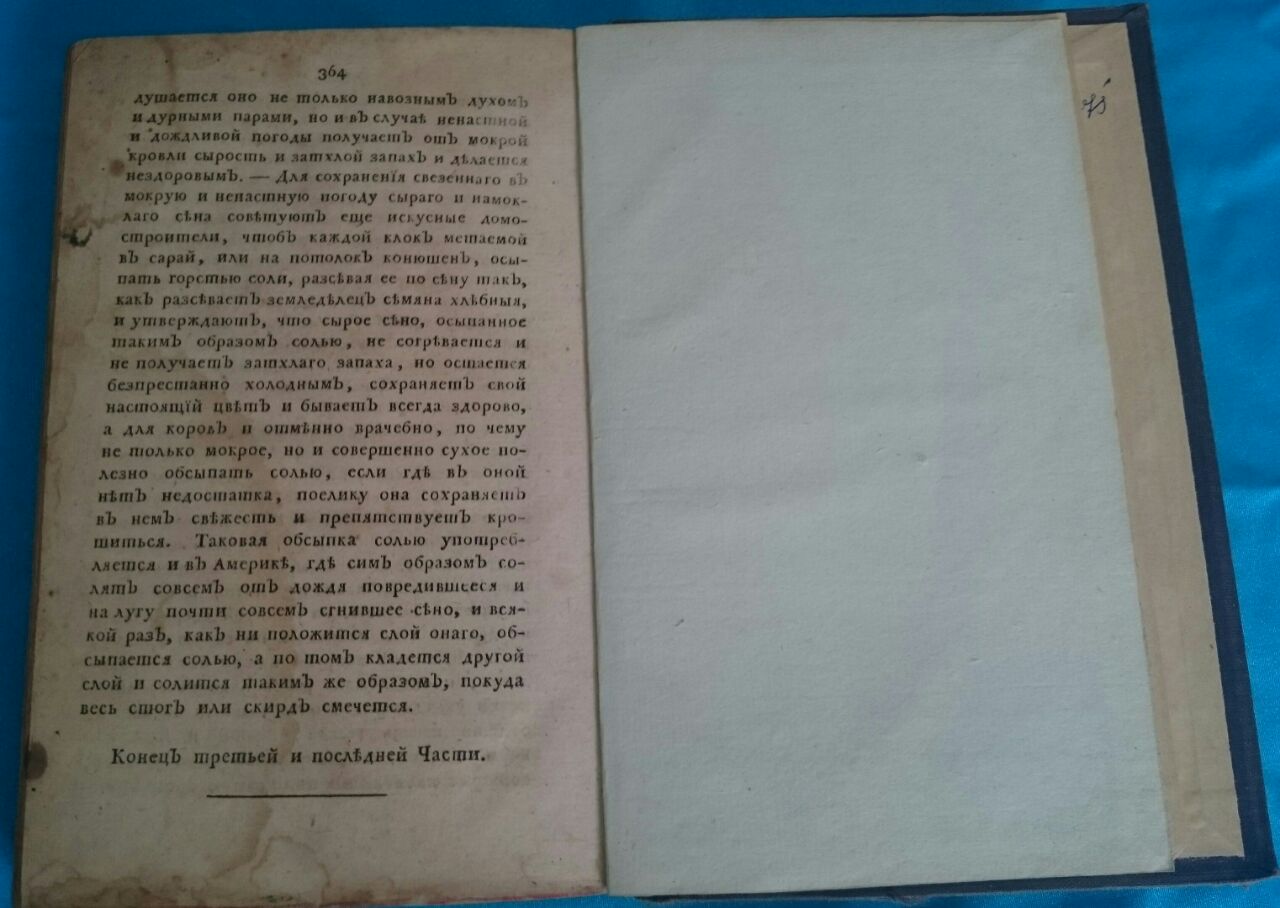 364
душается оно не только навознымЪ духомЪ
и дурными парами, но и вЪ случаѣ ненастной
и дождливой погоды получаетЪ отЪ мокрой
кровли сырость и затхлой запахЪ и дѣлается
нездоровымЪ. — Для сохраненїя свезеннаго вЪ
мокрую и ненастную погоду сыраго и намок-
лаго сѣна совѣтуютЪ еще искусные домо-
строители, чтобЪ каждой клокЪ метаемой
вЪ сарай, или на потолокЪ конюшенЪ, осы-
пать горстью соли, разсѣвая ее по сѣну такЪ,
какЪ разсѣваетЪ земледѣлецЪ сѣмяна хлѣбныя,
и утверждаютЪ, что сырое сѣно, осыпанное
такимЪ образомЪ солью, не согрѣвается и
не получаетЪ затхлаго запаха, но остается
безпрестанно холоднымЪ, сохраняетЪ свой
настоящїй цвѣтЪ и бываетЪ всегда здорово,
а для коровЪ и отмѣнно врачебно, по чему
не только мокрое, но и совершенно сухое по-
лезно обсыпать солью, если гдѣ вЪ оной
нѣтЪ недостатка, поелику она сохраняетЪ
вЪ немЪ свѣжесть и препятствуетЪ кро-
шиться. Таковая обсыпка солью употреб-
ляется и вЪ Америкѣ, гдѣ симЪ образомЪ со-
лятЪ совсемЪ отЪ дождя повредившееся и
на лугу почти совсемЪ сгнившее сѣно, и вся-
кой разЪ, какЪ ни положится слой онаго, об-
сыпается солью, а по томЪ кладется другой
слой и солится такимЪ же образомЪ, покуда
весь стогЪ или скирдЪ смечется.
КонецЪ третьей и послѣдней Части.